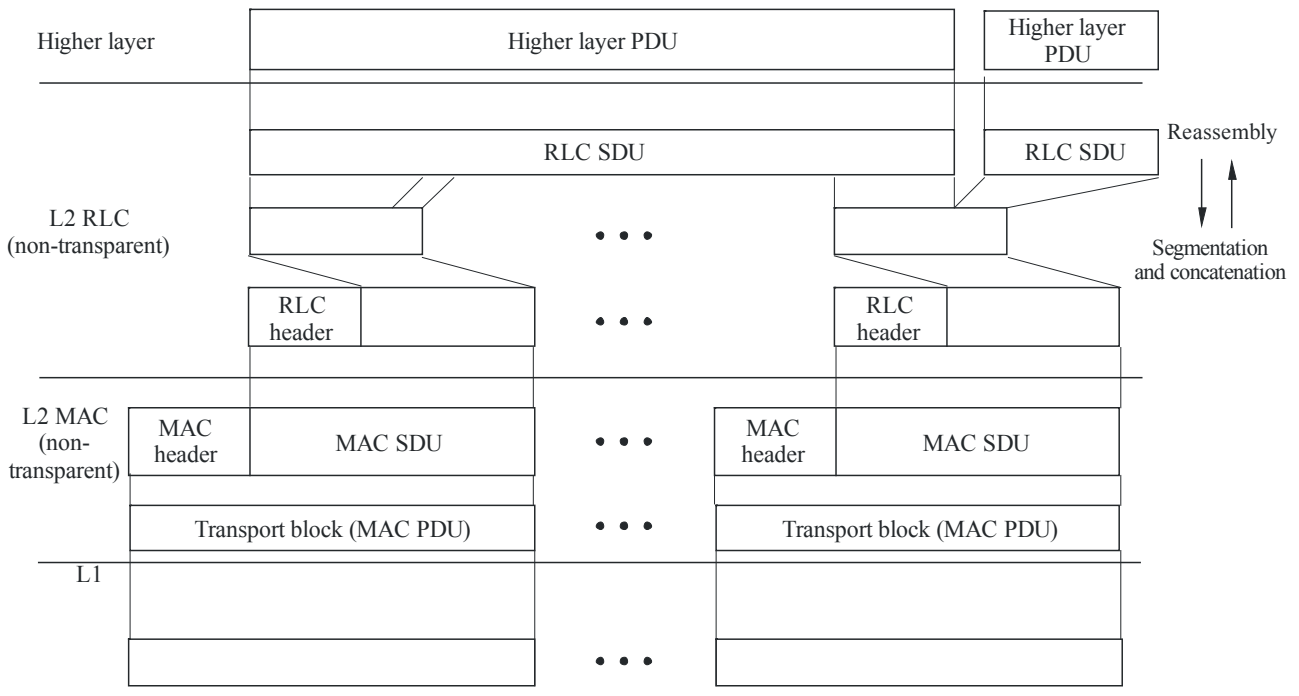 Higher layer
Higher layer PDU
Higher layer
PDU
RLC SDU
RLC SDU
Reassembly
L2 RLC
(non-transparent)
Segmentation
and concatenation
RLC
header
RLC
header
L2 MAC
(non-
transparent)
MAC
header
MAC SDU
MAC
header
MAC SDU
Transport block (MAC PDU)
Transport block (MAC PDU)
L1